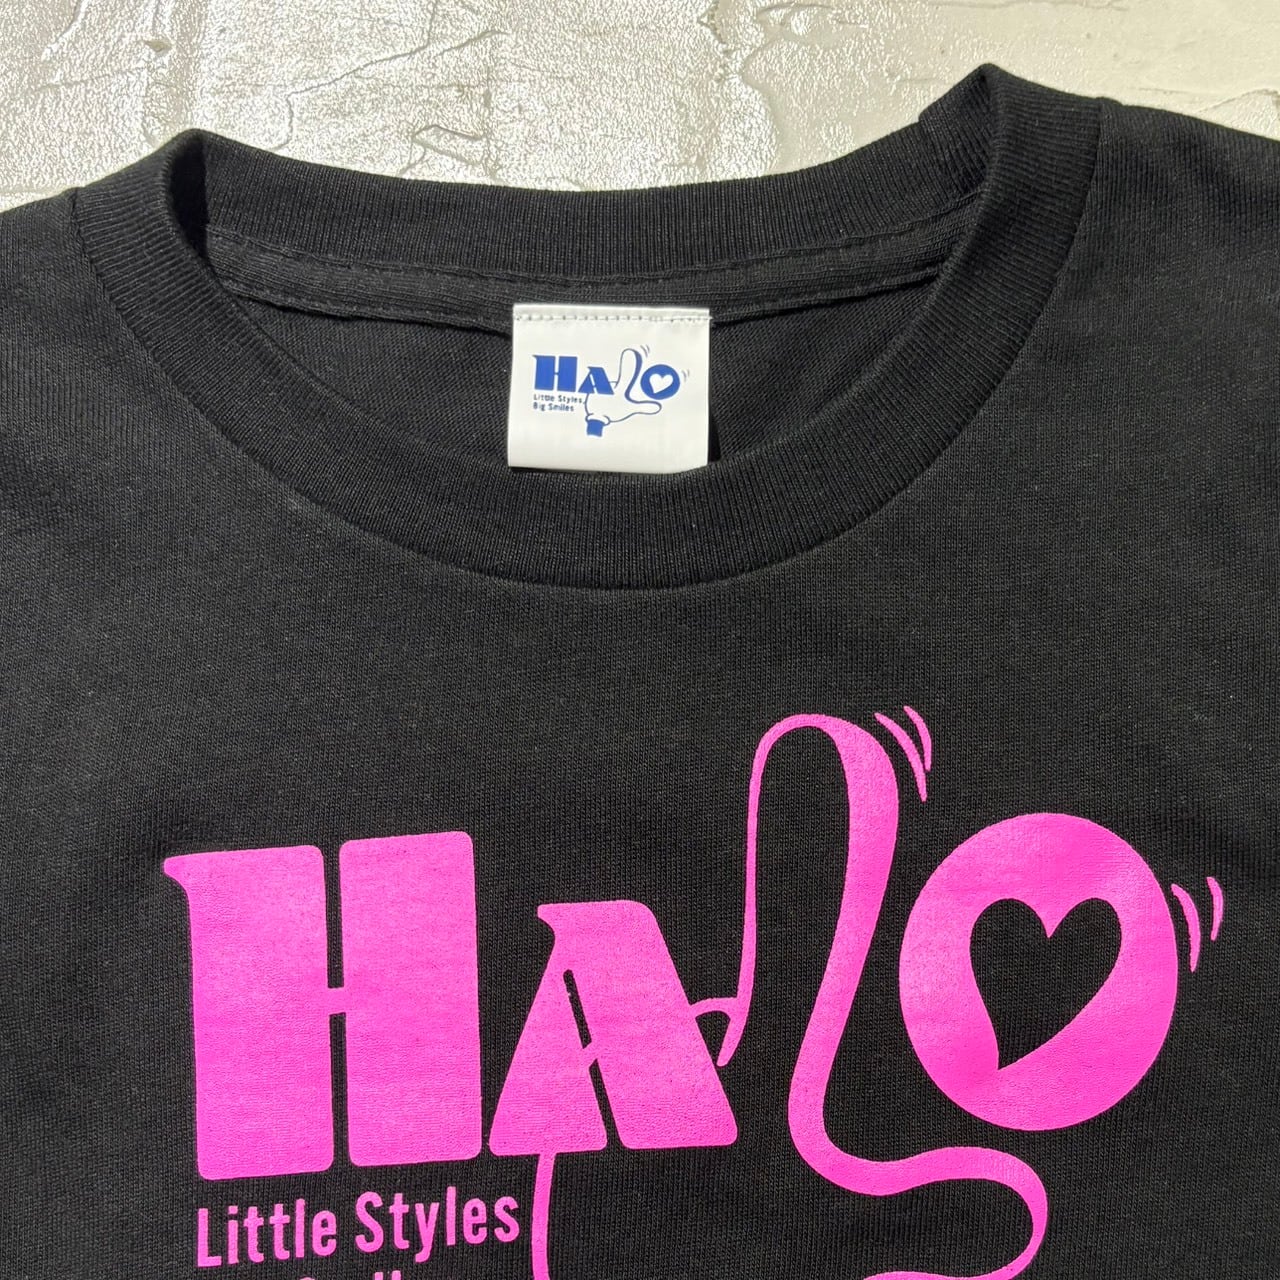 HALO
Little Styles,
Big Smiles
HALO
Little Styles